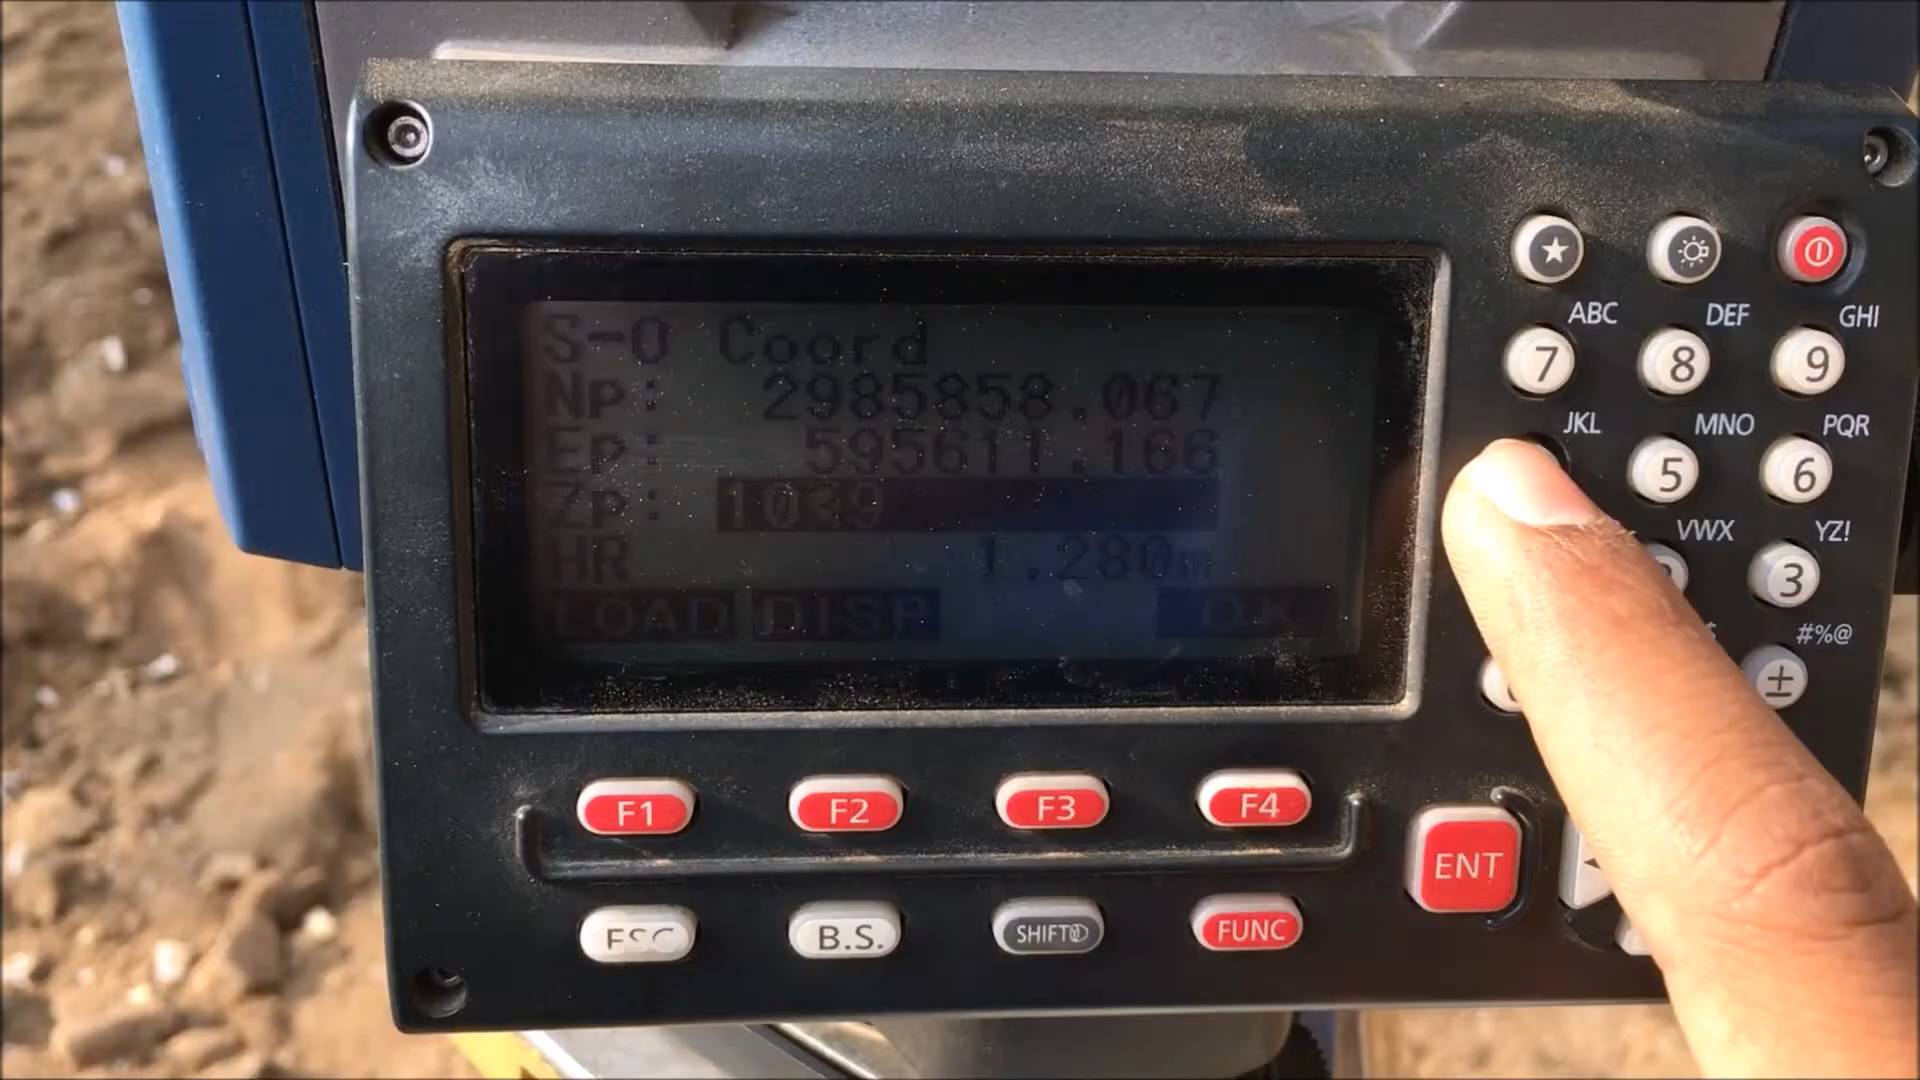 S-O Coord
Np: 2985858.067
Ep: 595611.166
Zp:
HR 1.280m
LOAD DISP OK
ABC DEF GHI
7 8 9
JKL MNO PQR
5 6
VWX YZ!
3
#%@
±
F1 F2 F3 F4
ENT
ESC B.S. SHIFT FUNC